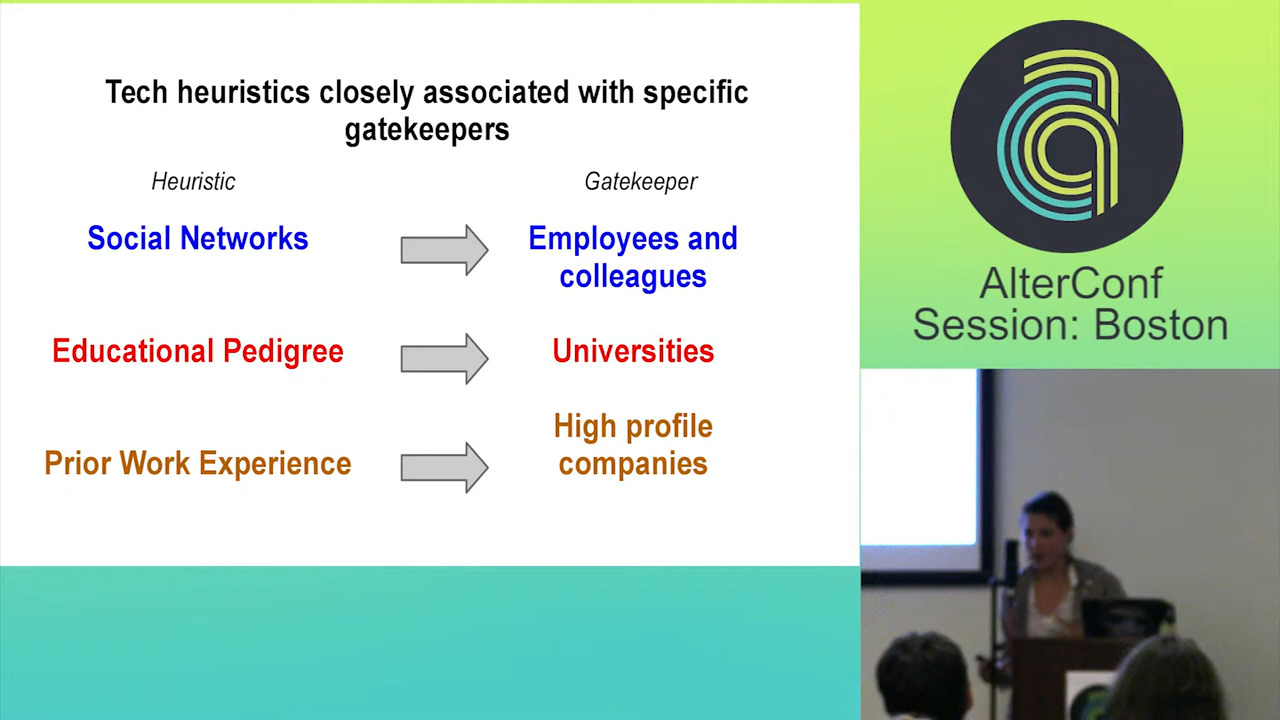 Tech heuristics closely associated with specific
gatekeepers
Heuristic
Gatekeeper
Social Networks
Employees and
colleagues
Educational Pedigree
Universities
Prior Work Experience
High profile
companies
AlterConf
Session: Boston